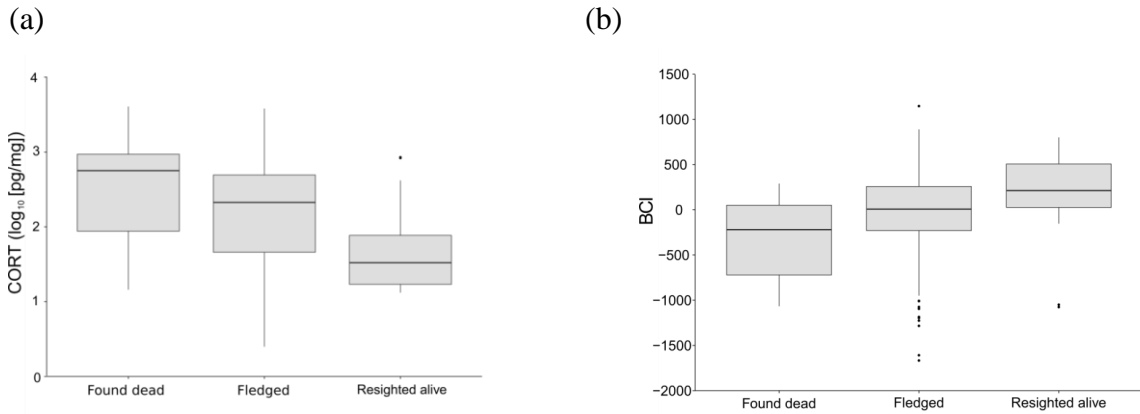 (a)
4
3
2
1
0
CORT (log₁₀ [pg/mg])
Found dead
Fledged
Resighted alive
(b)
1500
1000
500
0
−500
−1000
−1500
−2000
BCI
Found dead
Fledged
Resighted alive